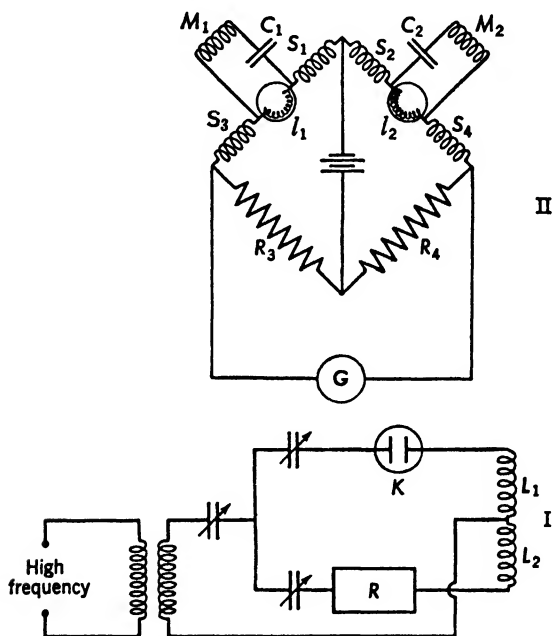 M₁ C₁ S₁ S₂ C₂ M₂
S₃ l₁ l₂ S₄
II
R₃ R₄
G
K L₁
I
L₂
High
frequency
R